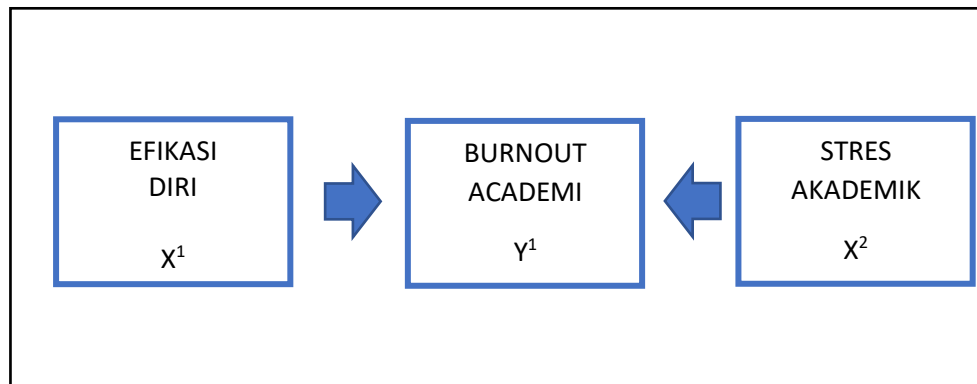 EFIKASI
DIRI
X¹
BURNOUT
ACADEMI
Y¹
STRES
AKADEMIK
X²